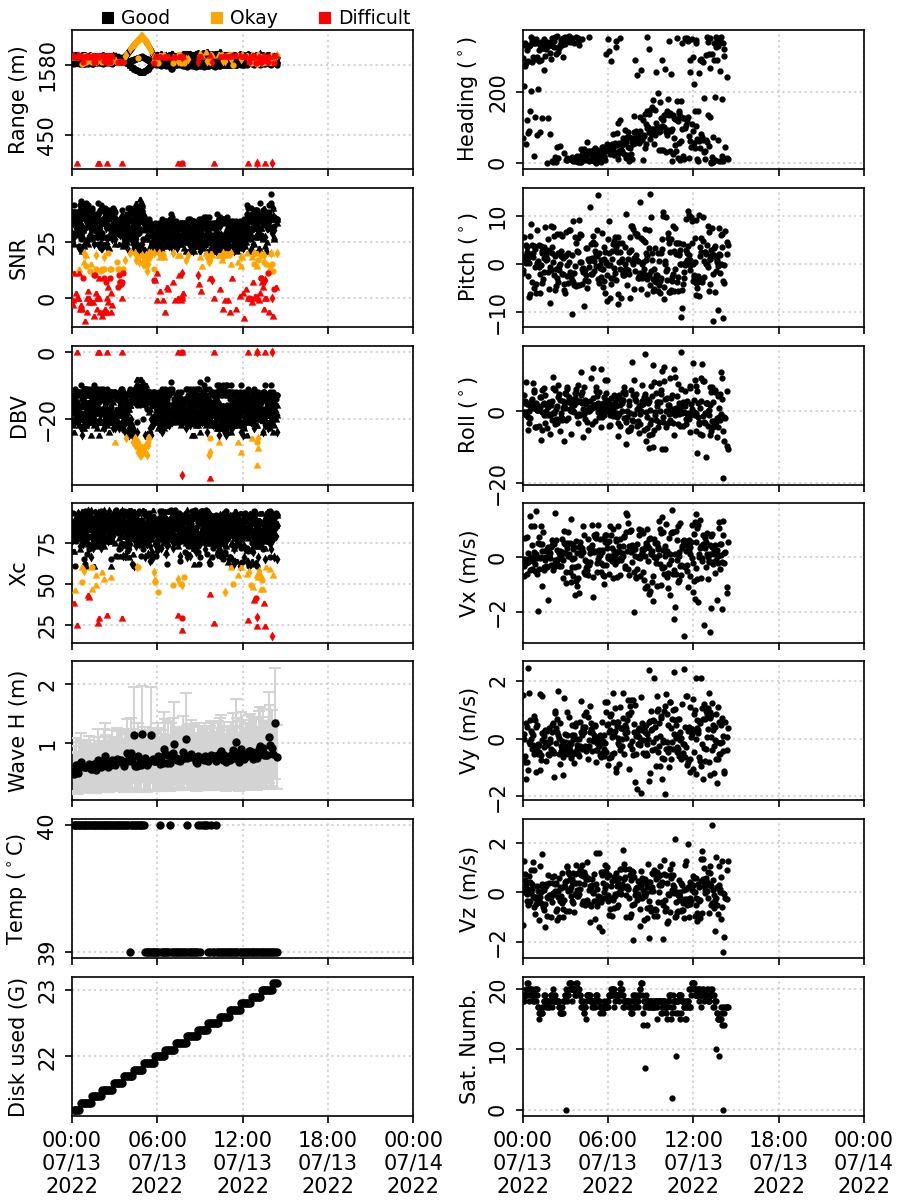 Good Okay Difficult
Range (m)
1580
450
Heading (°)
200
0
SNR
25
0
Pitch (°)
10
0
−10
DBV
0
−20
Roll (°)
0
−20
Xc
75
50
25
Vx (m/s)
0
−2
Wave H (m)
2
1
Vy (m/s)
2
0
−2
Temp (°C)
40
39
Vz (m/s)
2
0
−2
Disk used (G)
23
22
Sat. Numb.
20
10
0
00:00 06:00 12:00 18:00 00:00
07/13 07/13 07/13 07/13 07/14
2022 2022 2022 2022 2022
00:00 06:00 12:00 18:00 00:00
07/13 07/13 07/13 07/13 07/14
2022 2022 2022 2022 2022